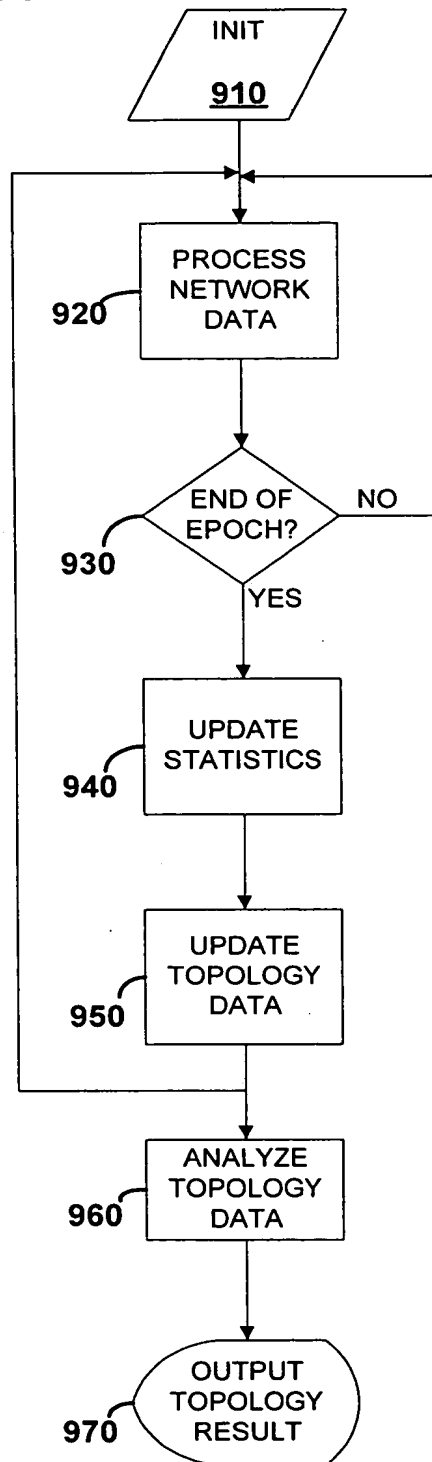 INIT
910
PROCESS
NETWORK
DATA
920
END OF
EPOCH?
NO
930
YES
UPDATE
STATISTICS
940
UPDATE
TOPOLOGY
DATA
950
ANALYZE
TOPOLOGY
DATA
960
OUTPUT
TOPOLOGY
RESULT
970